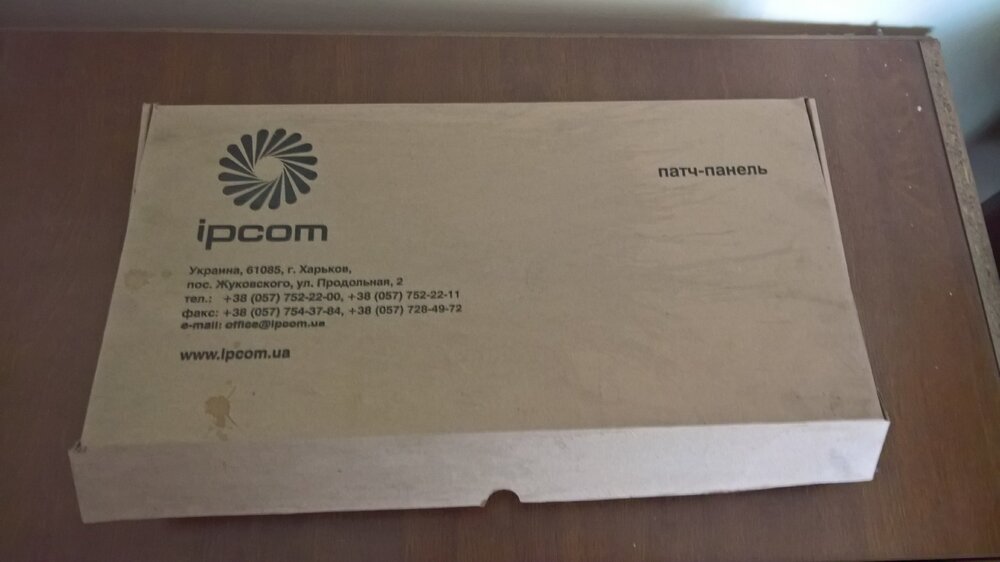 ipcom
патч-панель
Украина, 61085, г. Харьков,
пос. Жуковского, ул. Продольная, 2
тел.: +38 (057) 752-22-00, +38 (057) 752-22-11
факс: +38 (057) 754-37-84, +38 (057) 728-49-72
e-mail: office@ipcom.ua
www.ipcom.ua